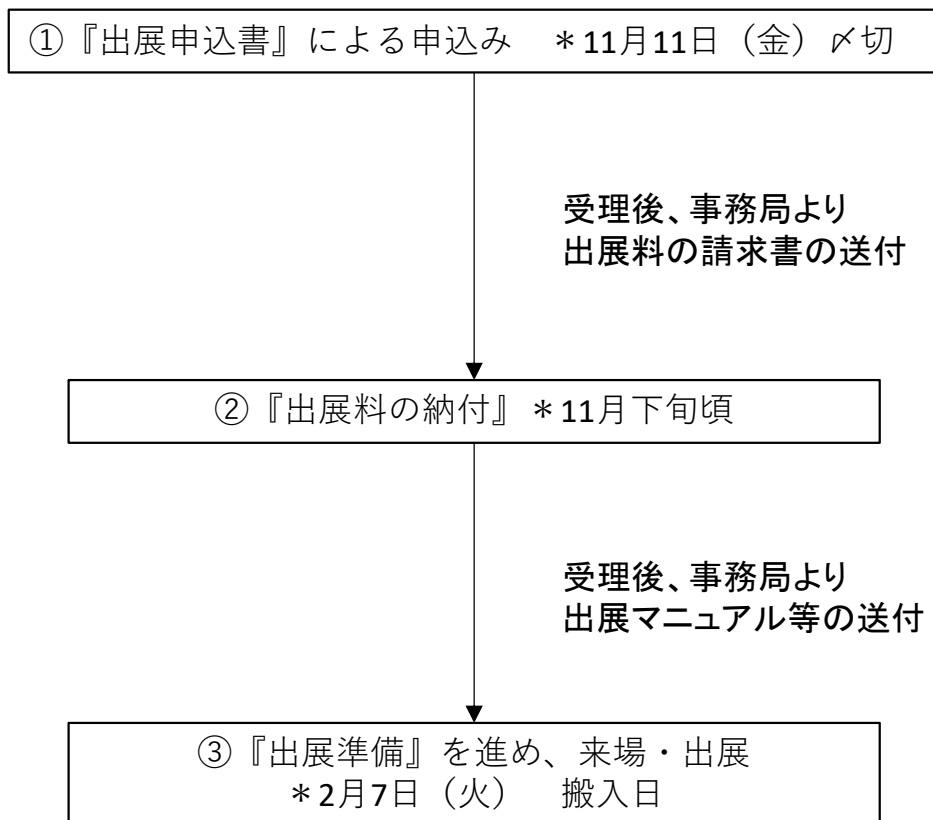 ①『出展申込書』による申込み　＊11月11日（金）〆切
受理後、事務局より
出展料の請求書の送付
②『出展料の納付』＊11月下旬頃
受理後、事務局より
出展マニュアル等の送付
③『出展準備』を進め、来場・出展
＊2月7日（火）　搬入日